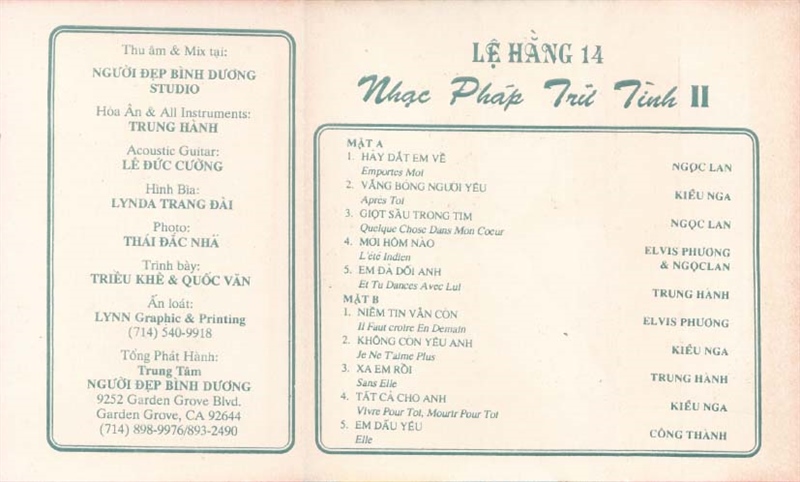 Thu âm & Mix tại:
NGƯỜI ĐẸP BÌNH DƯƠNG
STUDIO
Hòa Ân & All Instruments:
TRUNG HÀNH
Acoustic Guitar:
LÊ ĐỨC CƯỜNG
Hình Bìa:
LYNDA TRANG ĐÀI
Photo:
THÁI ĐẮC NHÃ
Trình bày:
TRIỀU KHÊ & QUỐC VĂN
Ấn loát:
LYNN Graphic & Printing
(714) 540-9918
Tổng Phát Hành:
Trung Tâm
NGƯỜI ĐẸP BÌNH DƯƠNG
9252 Garden Grove Blvd.
Garden Grove, CA 92644
(714) 898-9976/893-2490
LỆ HẰNG 14
Nhạc Pháp Trữ Tình II
MẶT A
1. HÃY DẮT EM VỀ NGỌC LAN
Emportes Moi
2. VẮNG BÓNG NGƯỜI YÊU KIỀU NGA
Après Toi
3. GIỌT SẦU TRONG TIM NGỌC LAN
Quelque Chose Dans Mon Coeur
4. MỚI HÔM NÀO ELVIS PHƯƠNG
& NGỌCLAN
L'été Indien
5. EM ĐÃ DỐI ANH TRUNG HÀNH
Et Tu Dances Avec Lui
MẶT B
1. NIỀM TIN VẪN CÒN ELVIS PHƯƠNG
Il Faut croire En Demain
2. KHÔNG CÒN YÊU ANH KIỀU NGA
Je Ne T'aime Plus
3. XA EM RỒI TRUNG HÀNH
Sans Elle
4. TẤT CẢ CHO ANH KIỀU NGA
Vivre Pour Toi, Mourir Pour Toi
5. EM DẤU YÊU CÔNG THÀNH
Elle